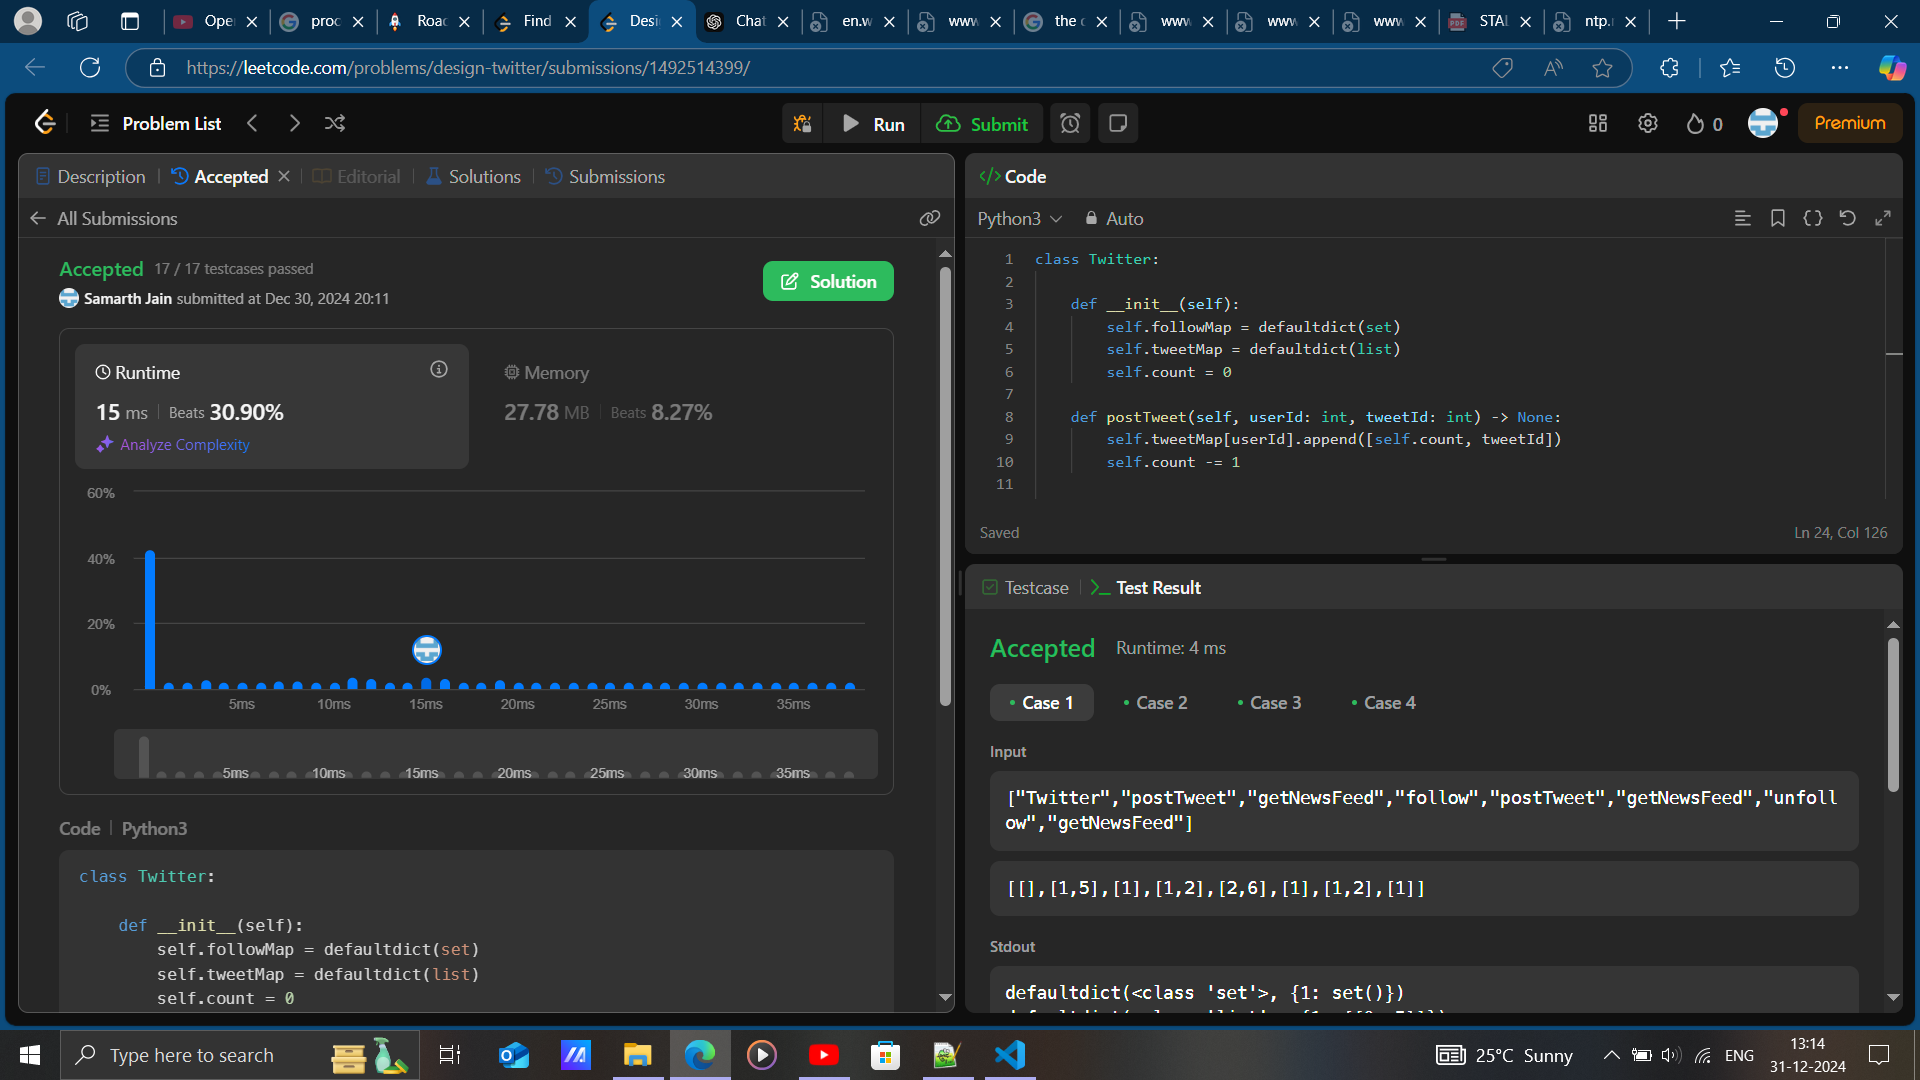 Oper
proc
Road
Find
Desi
Chat
en.w
www
the c
www
www
www
STAL
ntp.r
https://leetcode.com/problems/design-twitter/submissions/1492514399/
Problem List
Run
Submit
0
Premium
Description
Accepted
Editorial
Solutions
Submissions
All Submissions
Accepted 17 / 17 testcases passed
Samarth Jain submitted at Dec 30, 2024 20:11
Solution
Runtime
15 ms Beats 30.90%
Analyze Complexity
Memory
27.78 MB Beats 8.27%
60%
40%
20%
0%
5ms 10ms 15ms 20ms 25ms 30ms 35ms
5ms 10ms 15ms 20ms 25ms 30ms 35ms
Code | Python3
class Twitter:
def __init__(self):
self.followMap = defaultdict(set)
self.tweetMap = defaultdict(list)
self.count = 0
</> Code
Python3
Auto
1 class Twitter:
2
3 def __init__(self):
4 self.followMap = defaultdict(set)
5 self.tweetMap = defaultdict(list)
6 self.count = 0
7
8 def postTweet(self, userId: int, tweetId: int) -> None:
9 self.tweetMap[userId].append([self.count, tweetId])
10 self.count -= 1
11
Saved
Ln 24, Col 126
Testcase
Test Result
Accepted Runtime: 4 ms
Case 1
Case 2
Case 3
Case 4
Input
["Twitter","postTweet","getNewsFeed","follow","postTweet","getNewsFeed","unfoll
ow","getNewsFeed"]
[[],[1,5],[1],[1,2],[2,6],[1],[1,2],[1]]
Stdout
defaultdict(<class 'set'>, {1: set()})
Type here to search
25°C Sunny
ENG
13:14
31-12-2024